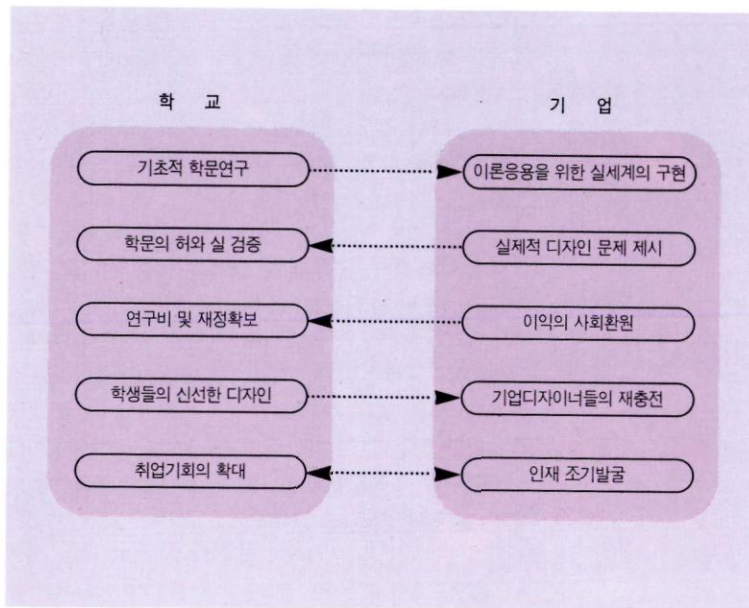 학 교
기 업
기초적 학문연구
이론응용을 위한 실세계의 구현
학문의 허와 실 검증
실제적 디자인 문제 제시
연구비 및 재정확보
이익의 사회환원
학생들의 신선한 디자인
기업디자이너들의 재충전
취업기회의 확대
인재 조기발굴